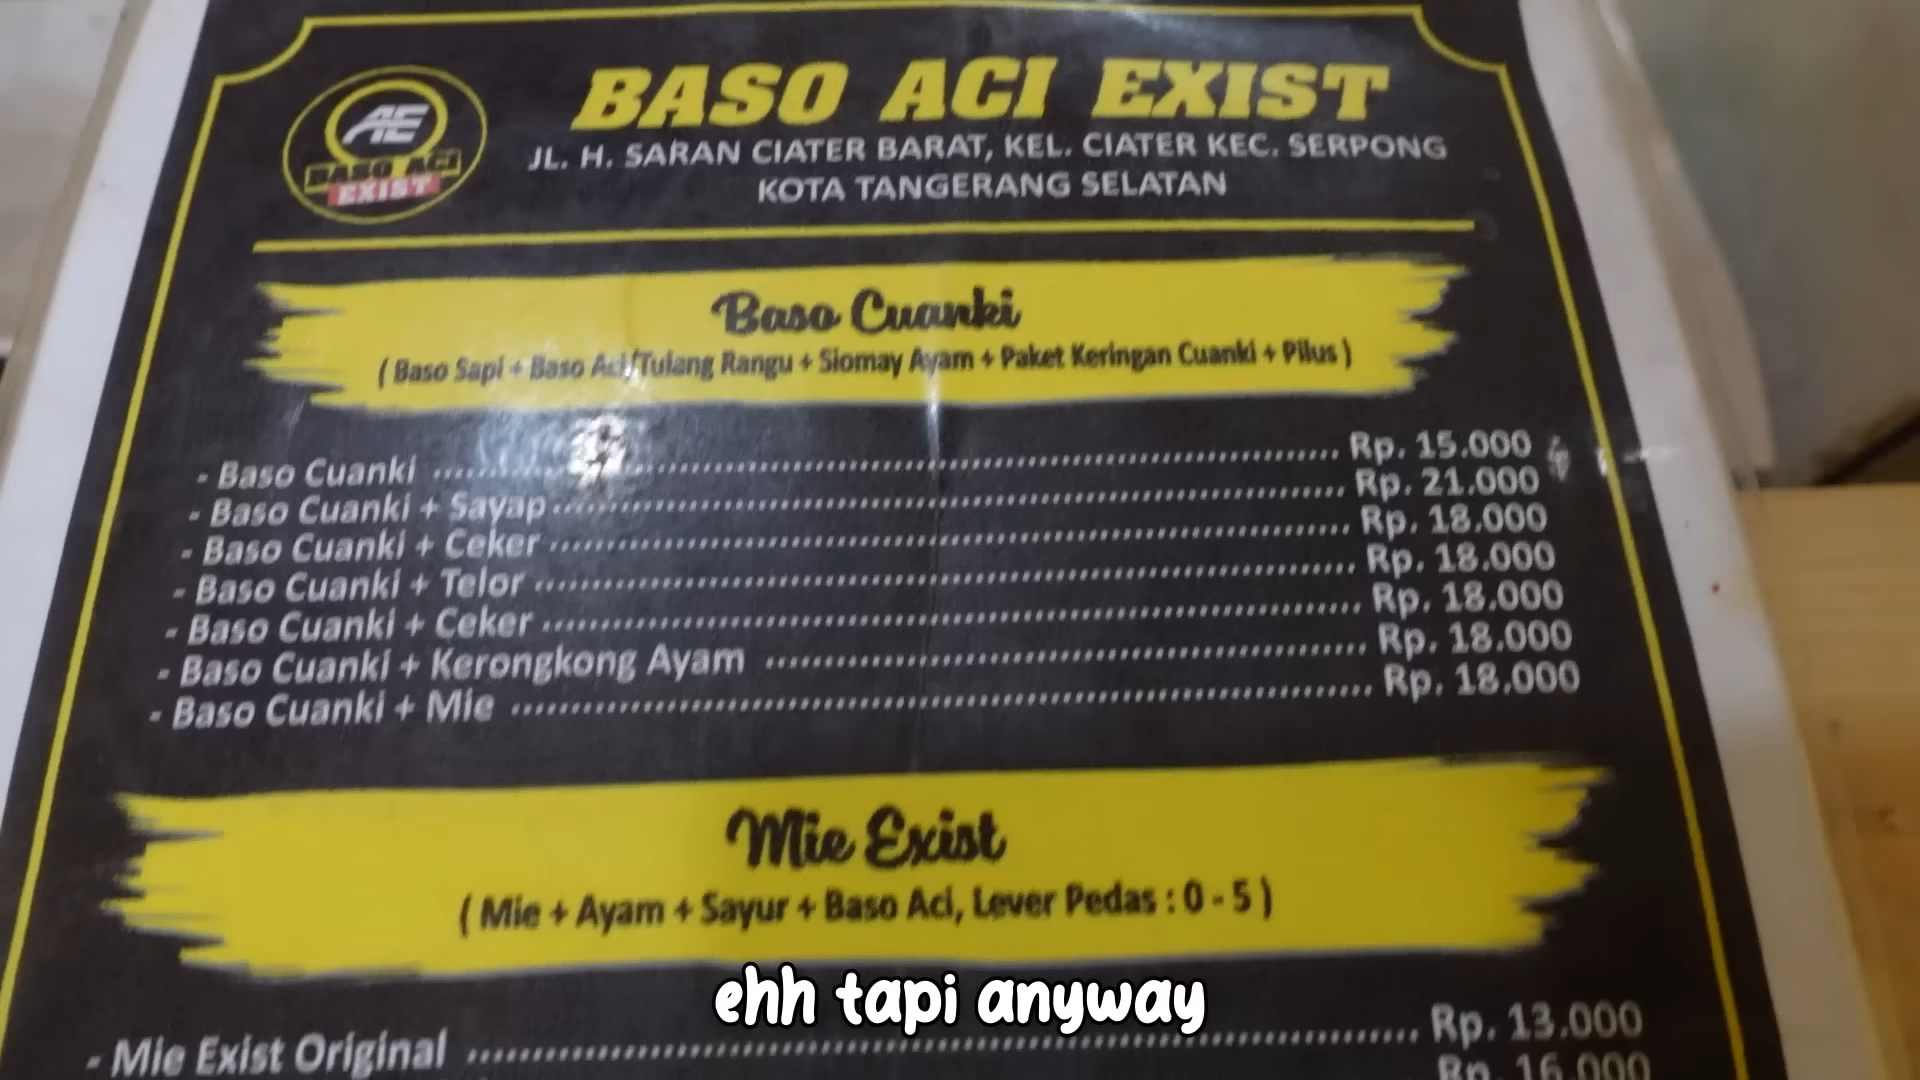 AE
BASO ACI
EXIST
BASO ACI EXIST
JL. H. SARAN CIATER BARAT, KEL. CIATER KEC. SERPONG
KOTA TANGERANG SELATAN
Baso Cuanki
( Baso Sapi + Baso Aci/Tulang Rangu + Siomay Ayam + Paket Keringan Cuanki + Pilus )
- Baso Cuanki ........ Rp. 15.000
- Baso Cuanki + Sayap ........ Rp. 21.000
- Baso Cuanki + Ceker ........ Rp. 18.000
- Baso Cuanki + Telor ........ Rp. 18.000
- Baso Cuanki + Ceker ........ Rp. 18.000
- Baso Cuanki + Kerongkong Ayam ........ Rp. 18.000
- Baso Cuanki + Mie ........ Rp. 18.000
Mie Exist
( Mie + Ayam + Sayur + Baso Aci, Lever Pedas : 0 - 5 )
ehh tapi anyway
- Mie Exist Original ........ Rp. 13.000
Rp. 16.000